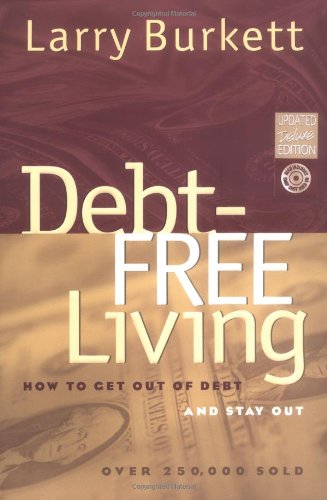 Larry Burkett
UPDATED
Deluxe
EDITION
Debt-
FREE
Living
HOW TO GET OUT OF DEBT
AND STAY OUT
OVER 250,000 SOLD